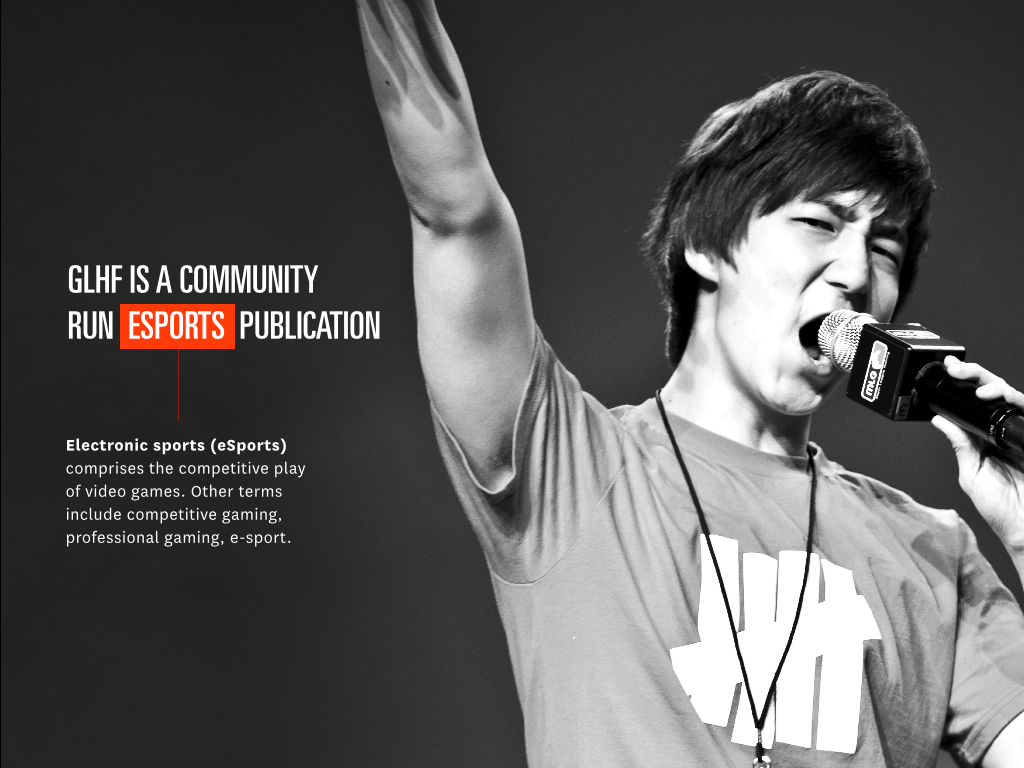 GLHF IS A COMMUNITY
RUN ESPORTS PUBLICATION
Electronic sports (eSports)
comprises the competitive play
of video games. Other terms
include competitive gaming,
professional gaming, e-sport.
MLG